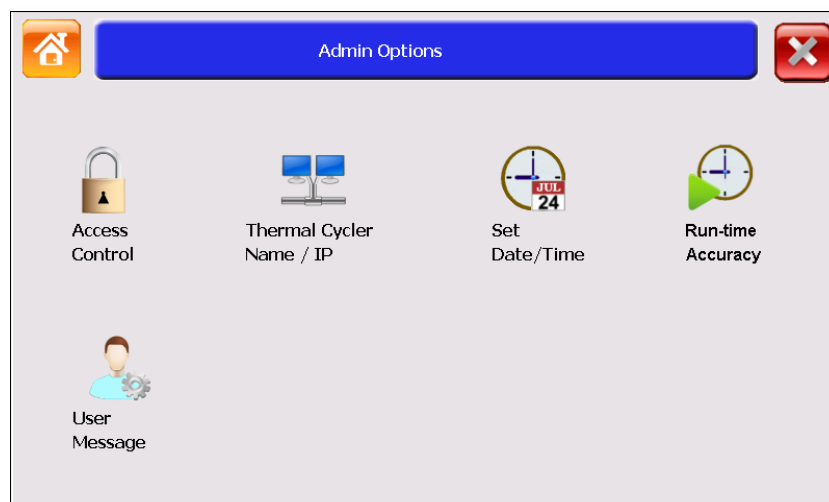 Admin Options
Access
Control
Thermal Cycler
Name / IP
JUL
24
Set
Date/Time
Run-time
Accuracy
User
Message